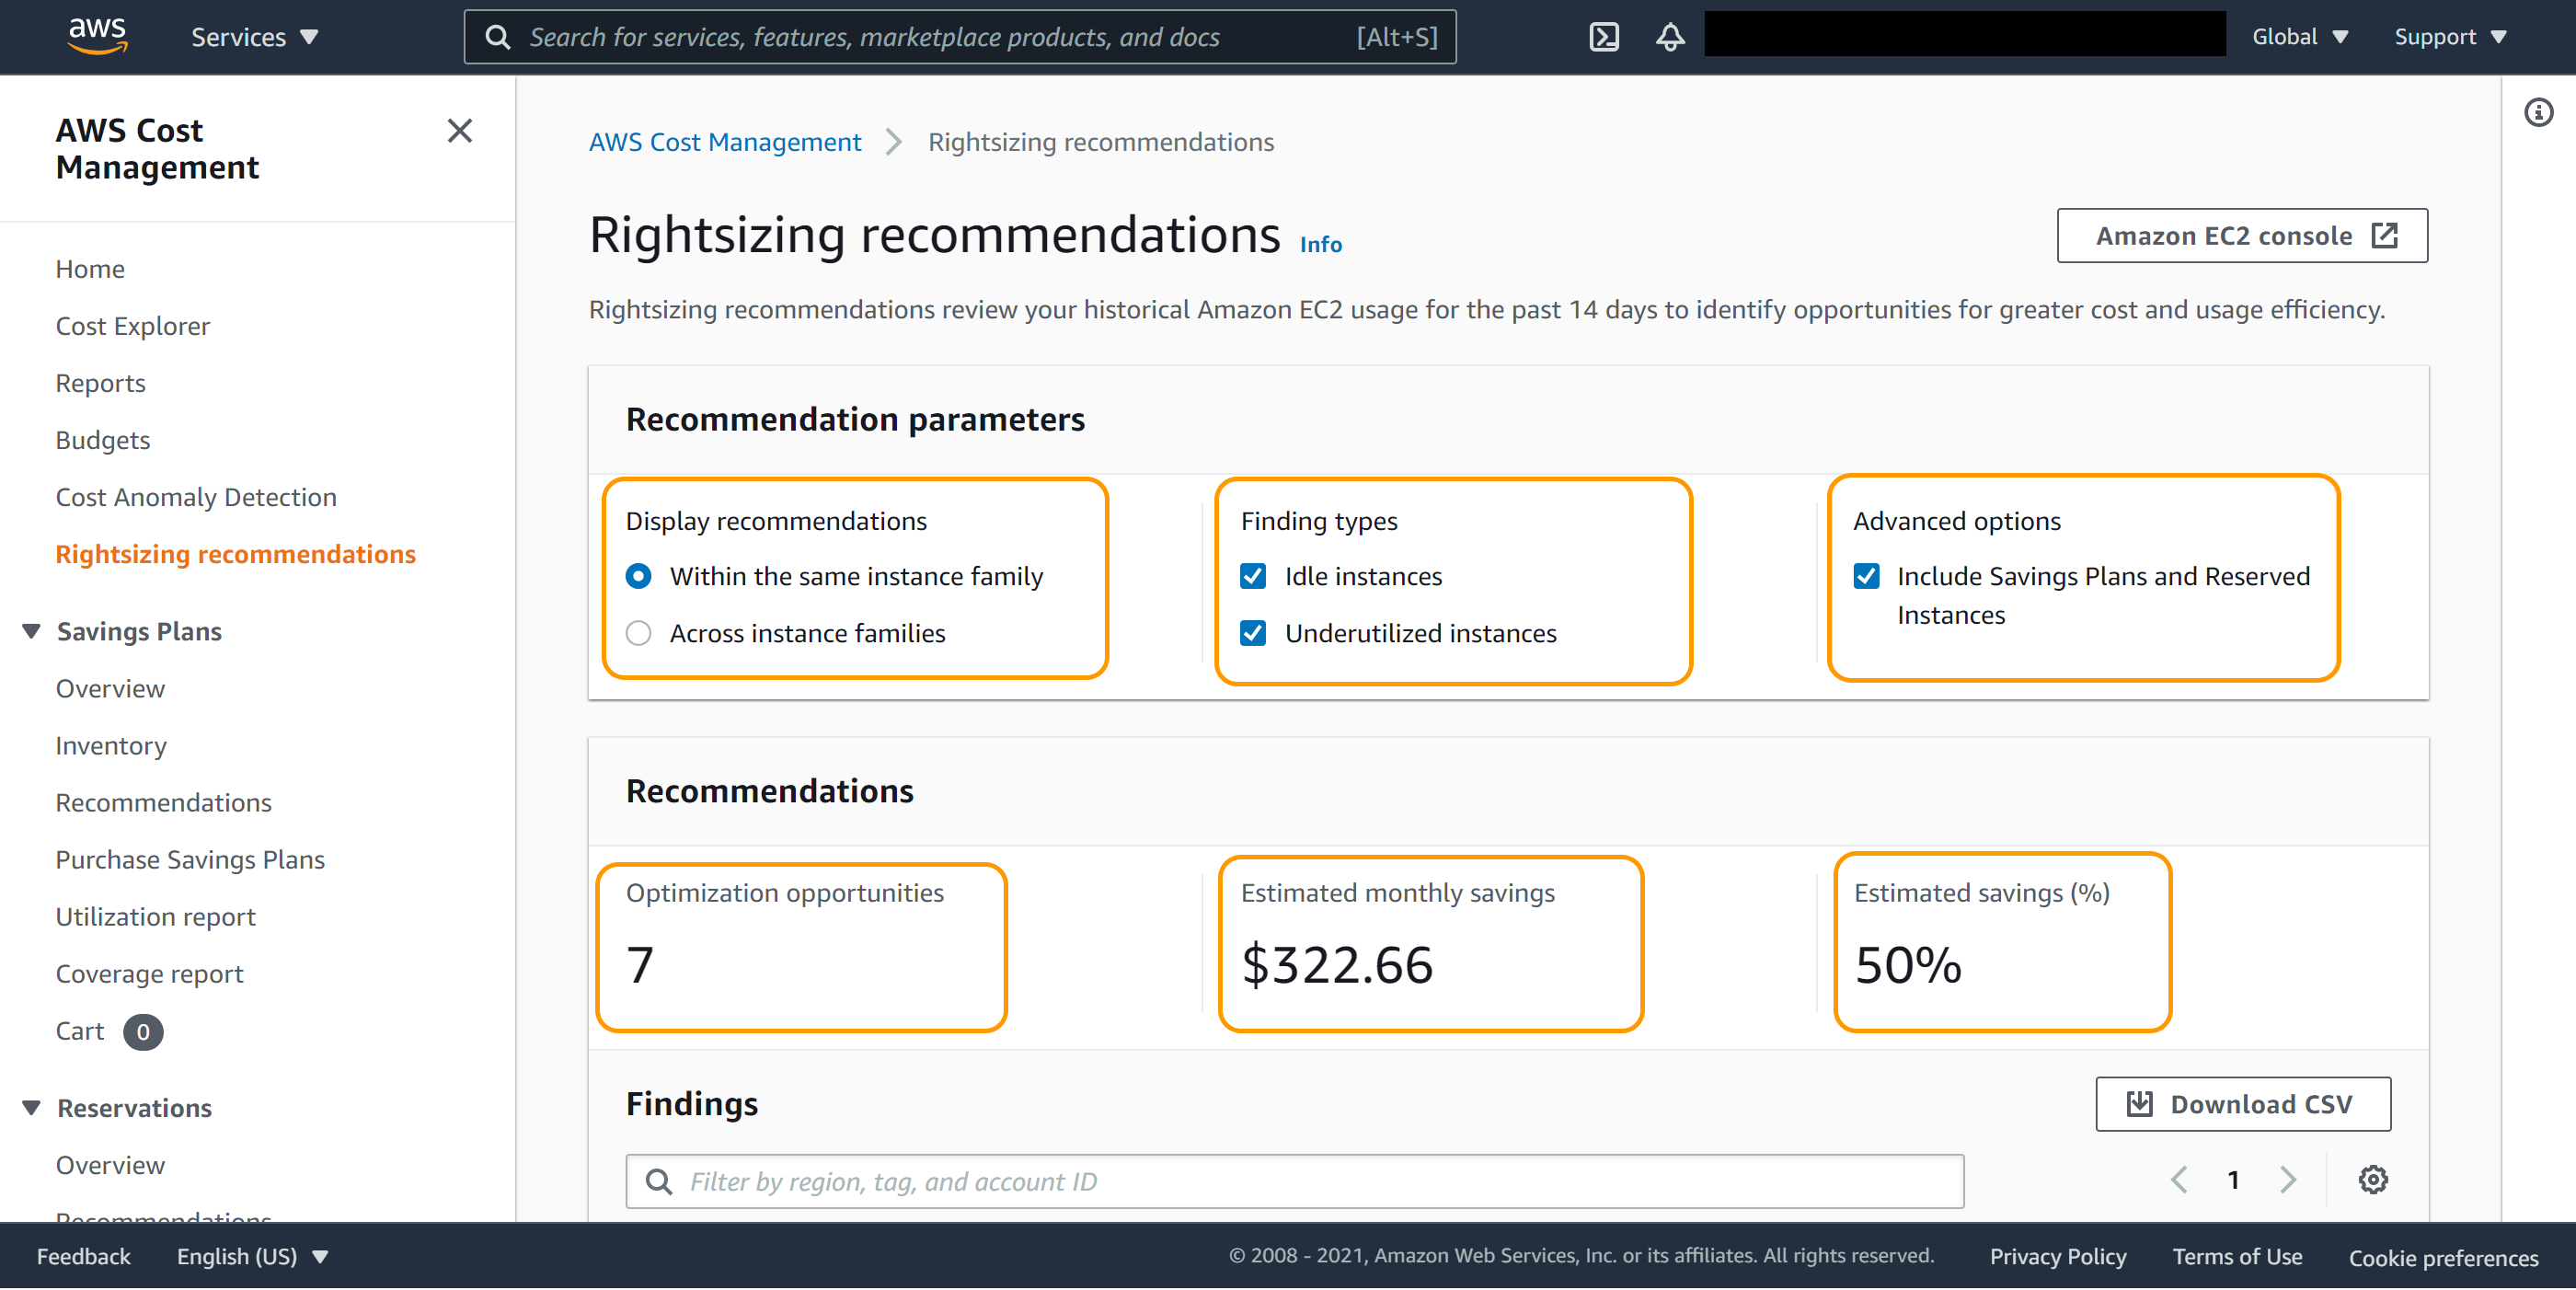 aws
Services
Search for services, features, marketplace products, and docs
[Alt+S]
Global
Support
AWS Cost
Management
Home
Cost Explorer
Reports
Budgets
Cost Anomaly Detection
Rightsizing recommendations
Savings Plans
Overview
Inventory
Recommendations
Purchase Savings Plans
Utilization report
Coverage report
Cart 0
Reservations
Overview
Recommendations
AWS Cost Management
Rightsizing recommendations
Rightsizing recommendations Info
Amazon EC2 console
Rightsizing recommendations review your historical Amazon EC2 usage for the past 14 days to identify opportunities for greater cost and usage efficiency.
Recommendation parameters
Display recommendations
Within the same instance family
Across instance families
Finding types
Idle instances
Underutilized instances
Advanced options
Include Savings Plans and Reserved
Instances
Recommendations
Optimization opportunities
7
Estimated monthly savings
$322.66
Estimated savings (%)
50%
Findings
Download CSV
Filter by region, tag, and account ID
1
Feedback
English (US)
© 2008 - 2021, Amazon Web Services, Inc. or its affiliates. All rights reserved.
Privacy Policy
Terms of Use
Cookie preferences